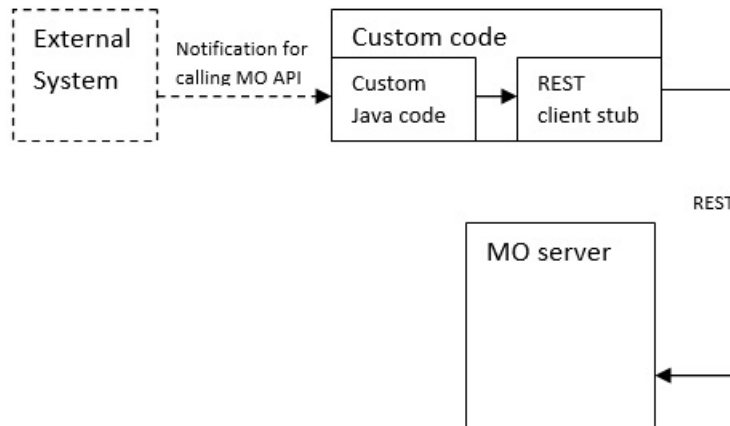 External
System
Notification for
calling MO API
Custom code
Custom
Java code
REST
client stub
REST
MO server